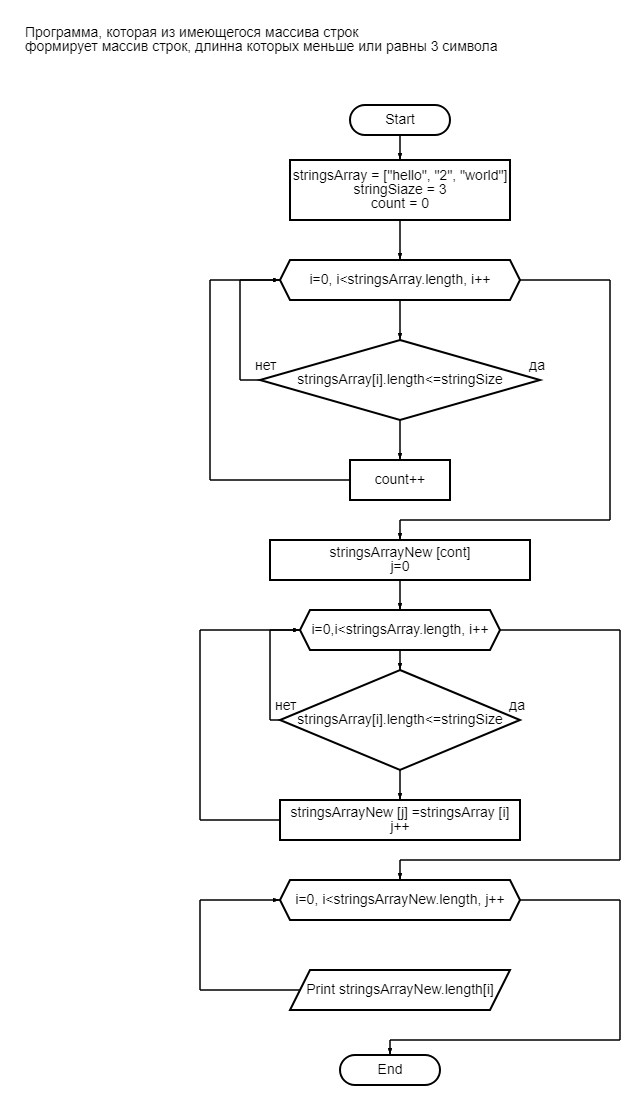 Программа, которая из имеющегося массива строк
формирует массив строк, длинна которых меньше или равны 3 символа
Start
stringsArray = ["hello", "2", "world"]
stringSiaze = 3
count = 0
i=0, i<stringsArray.length, i++
нет
да
stringsArray[i].length<=stringSize
count++
stringsArrayNew [cont]
j=0
i=0,i<stringsArray.length, i++
нет
да
stringsArray[i].length<=stringSize
stringsArrayNew [j] =stringsArray [i]
j++
i=0, i<stringsArrayNew.length, j++
Print stringsArrayNew.length[i]
End